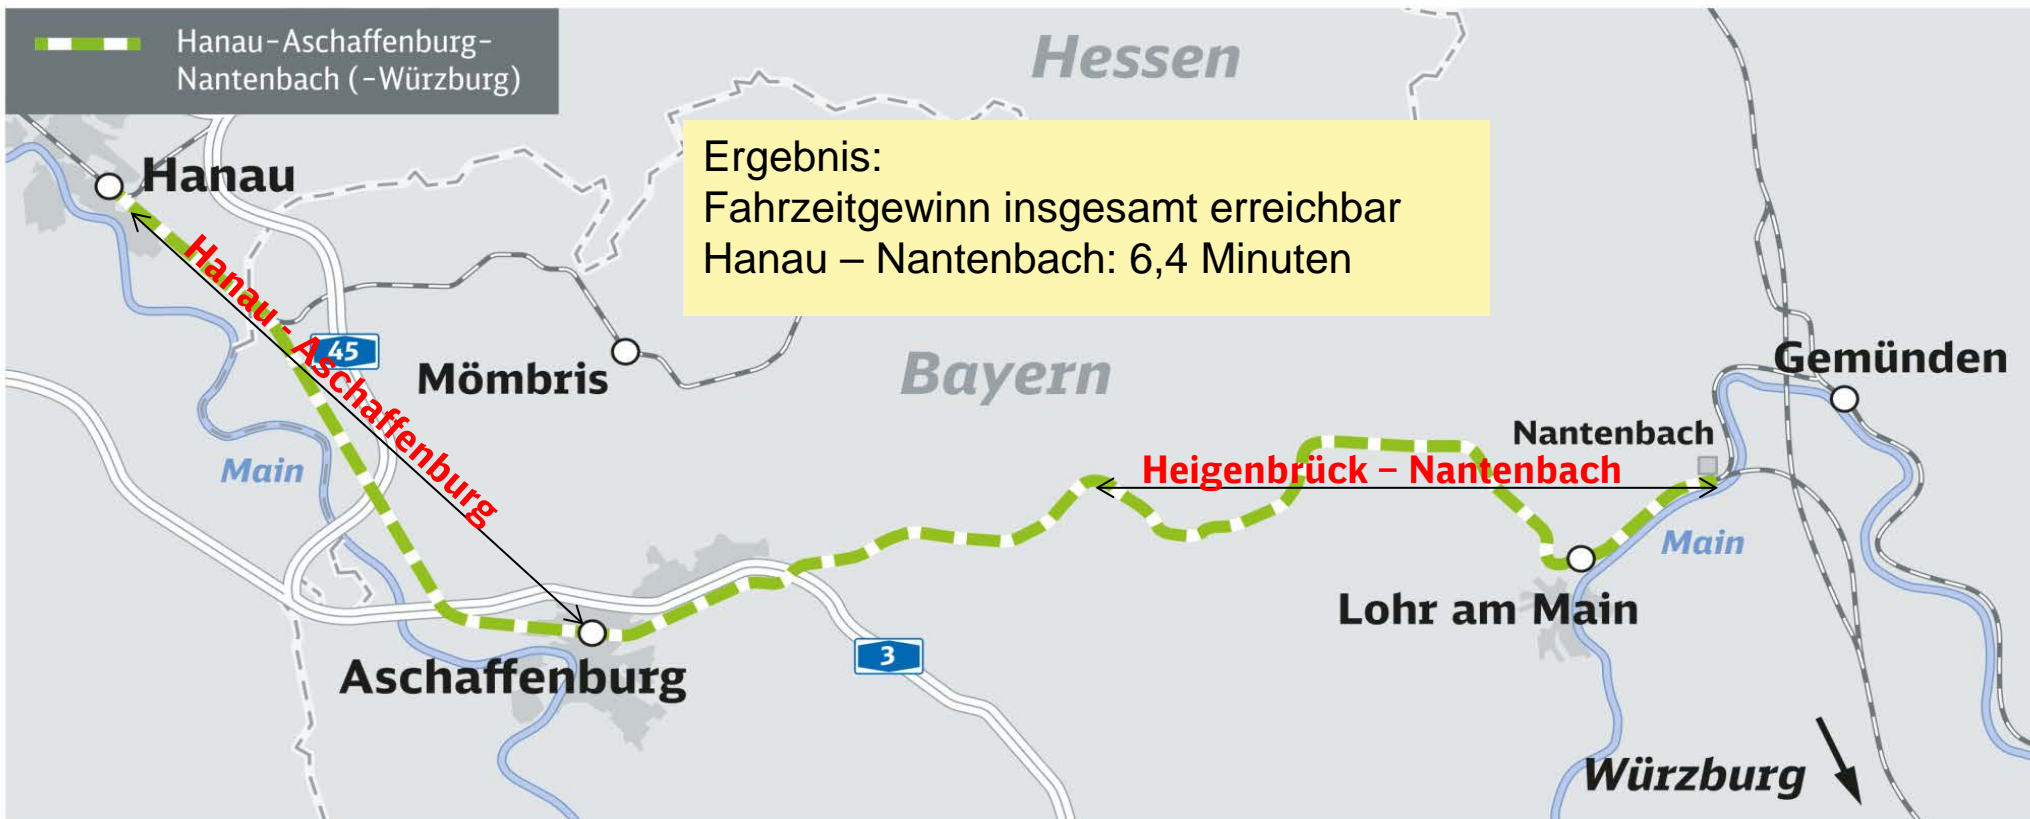 Hanau-Aschaffenburg-
Nantenbach (-Würzburg)
Hessen
Ergebnis:
Fahrzeitgewinn insgesamt erreichbar
Hanau – Nantenbach: 6,4 Minuten
Hanau
Hanau - Aschaffenburg
45
Mömbris
Bayern
Gemünden
Nantenbach
Heigenbrück – Nantenbach
Main
Main
Lohr am Main
Aschaffenburg
3
Würzburg